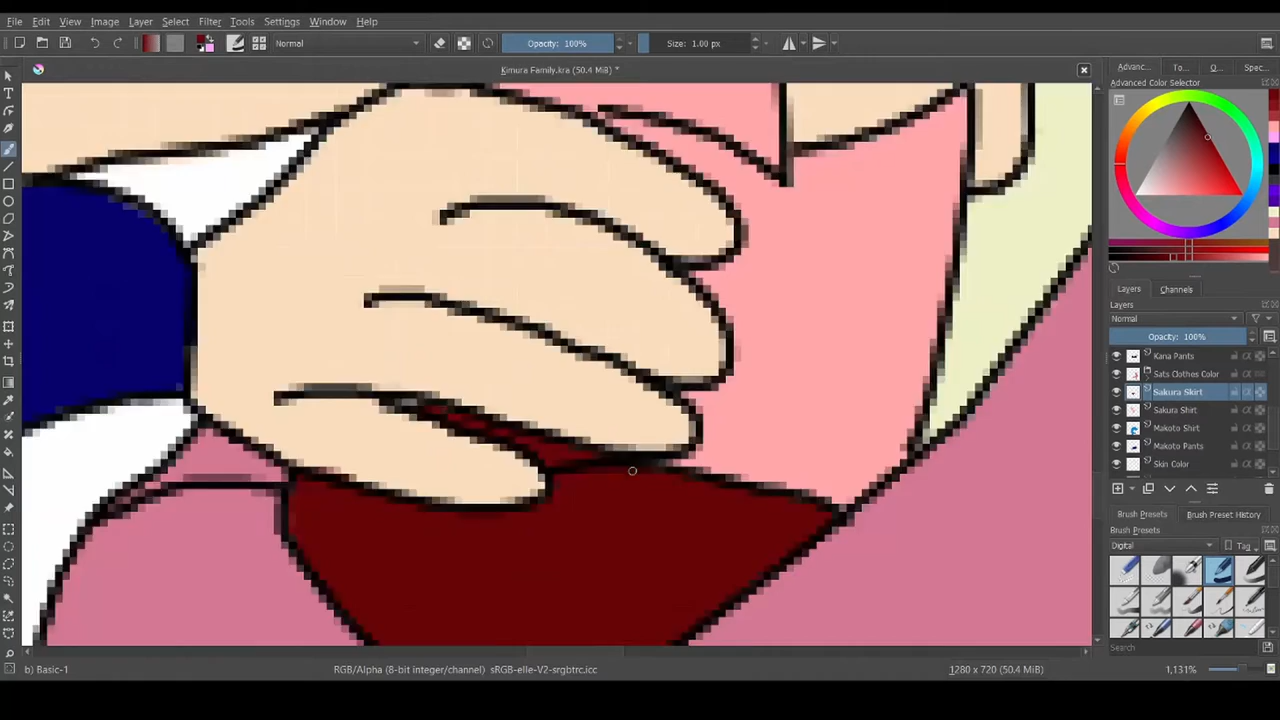 File Edit View Image Layer Select Filter Tools Settings Window Help
Normal Opacity: 100% Size: 1.00 px
Kimura Family.kra (50.4 MiB) *
Advanc... To... O... Spec...
Advanced Color Selector
Layers Channels
Layers
Normal
Opacity: 100%
Kana Pants
Sats Clothes Color
Sakura Skirt
Sakura Shirt
Makoto Shirt
Makoto Pants
Skin Color
Brush Presets Brush Preset History
Brush Presets
Digital Tag
Search
b) Basic-1 RGB/Alpha (8-bit integer/channel) sRGB-elle-V2-srgbtrc.icc 1280 x 720 (50.4 MiB) 1,131%